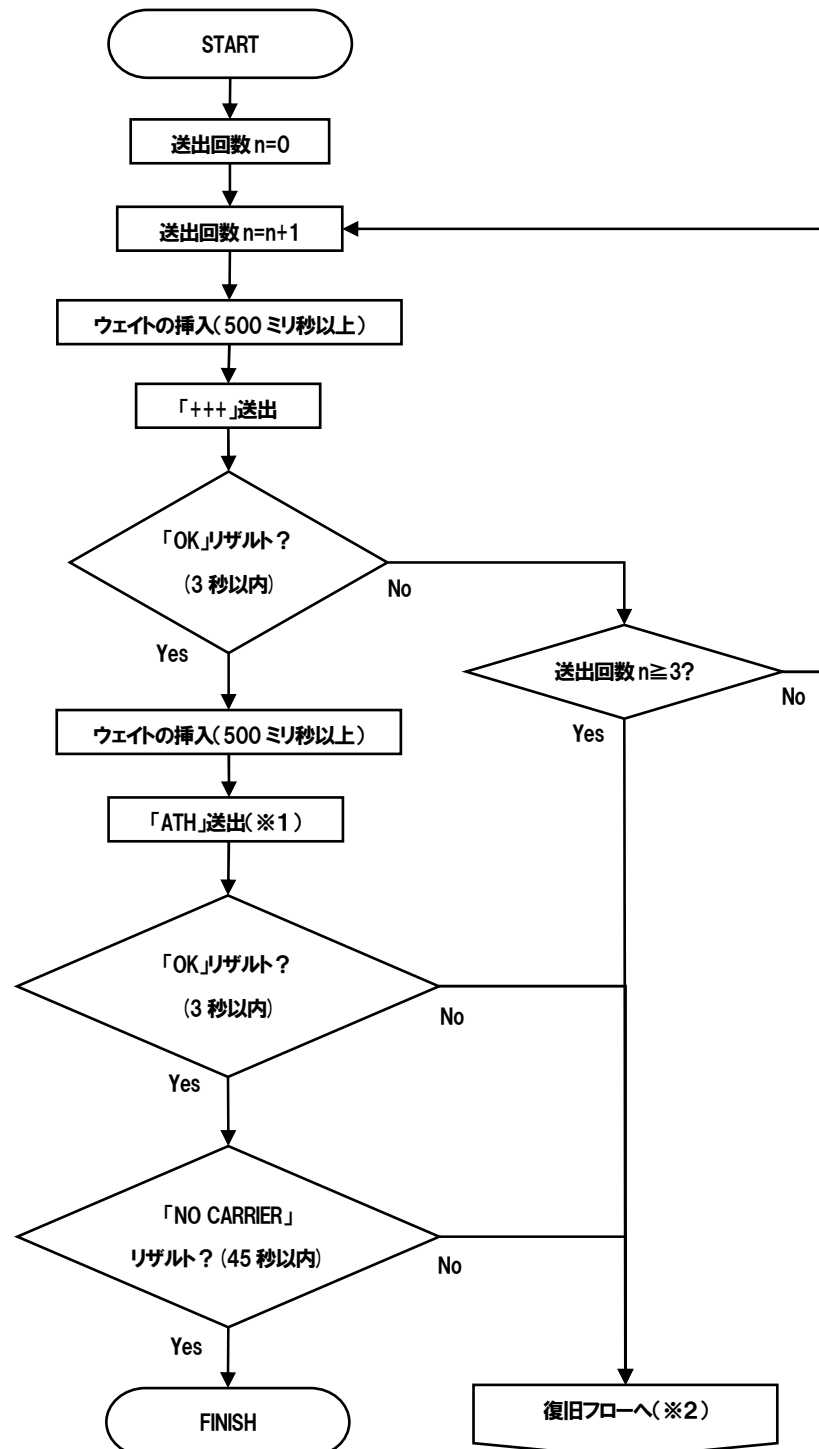 START
送出回数 n=0
送出回数 n=n+1
ウェイトの挿入(500 ミリ秒以上)
「+++」送出
「OK」リザルト?
(3 秒以内)
No
Yes
送出回数 n≧3?
No
Yes
ウェイトの挿入(500 ミリ秒以上)
「ATH」送出(※1)
「OK」リザルト?
(3 秒以内)
No
Yes
「NO CARRIER」
リザルト? (45 秒以内)
No
Yes
FINISH
復旧フローへ(※2)